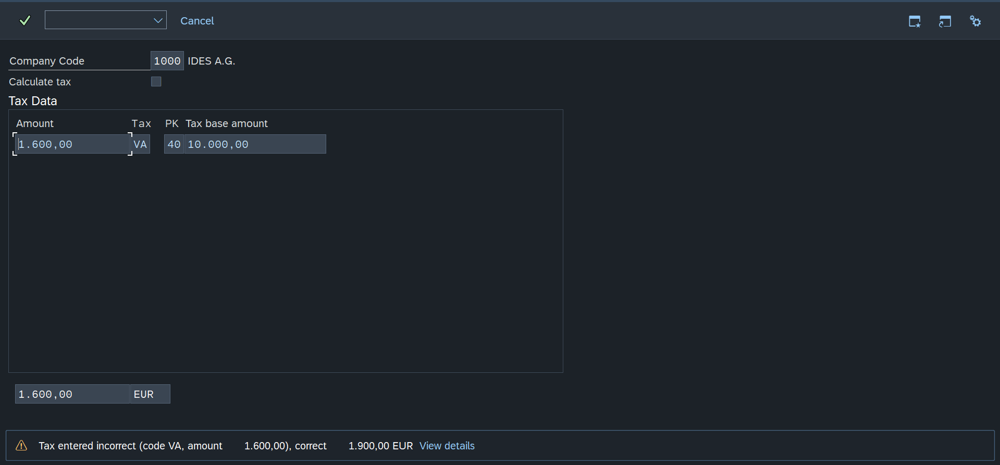 Cancel
Company Code 1000 IDES A.G.
Calculate tax
Tax Data
Amount Tax PK Tax base amount
1.600,00 VA 40 10.000,00
1.600,00 EUR
Tax entered incorrect (code VA, amount 1.600,00), correct 1.900,00 EUR View details